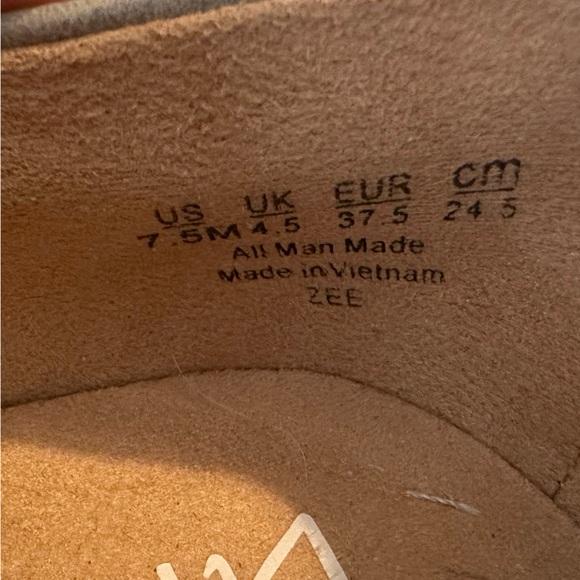 US UK EUR cm
7.5M 4.5 37.5 24.5
All Man Made
Made in Vietnam
ZEE